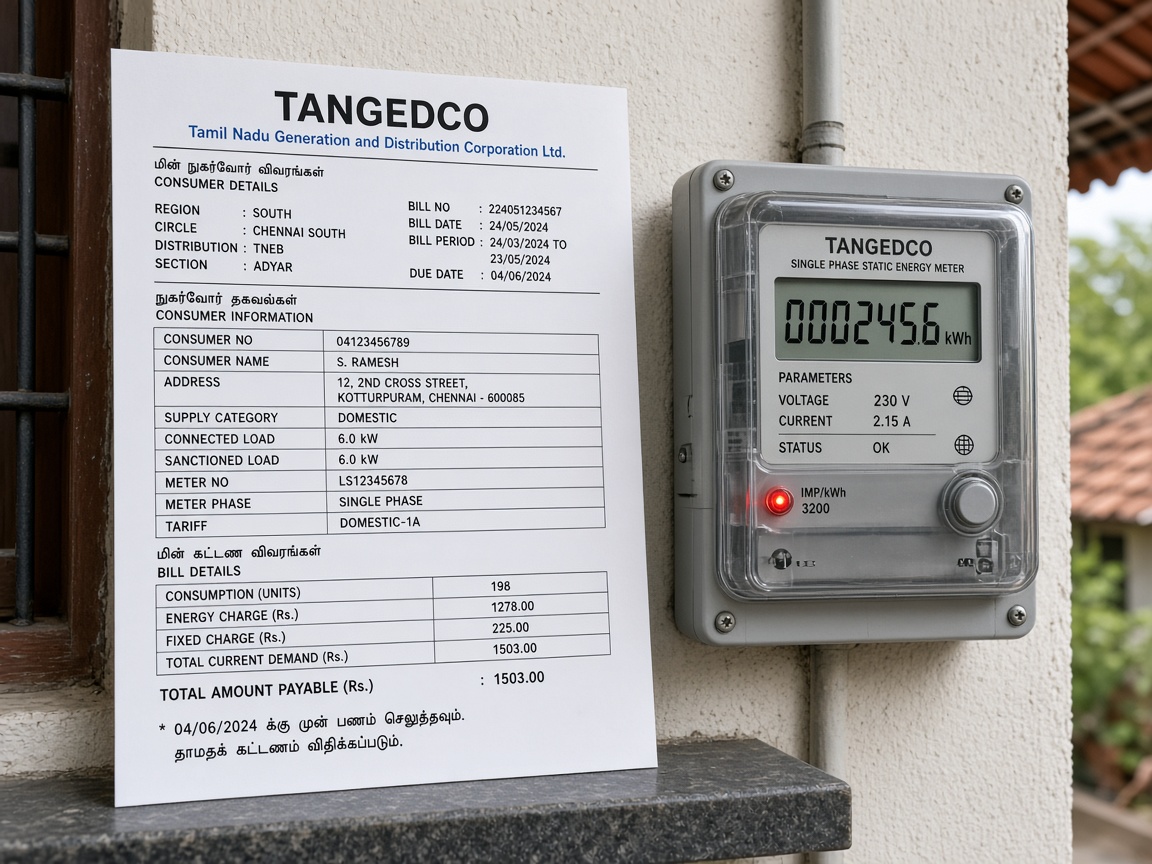 TANGEDCO
Tamil Nadu Generation and Distribution Corporation Ltd.
மின் நுகர்வோர் விவரங்கள்
CONSUMER DETAILS
REGION : SOUTH
CIRCLE : CHENNAI SOUTH
DISTRIBUTION : TNEB
SECTION : ADYAR
BILL NO : 224051234567
BILL DATE : 24/05/2024
BILL PERIOD : 24/03/2024 TO
23/05/2024
DUE DATE : 04/06/2024
நுகர்வோர் தகவல்கள்
CONSUMER INFORMATION
CONSUMER NO 04123456789
CONSUMER NAME S. RAMESH
ADDRESS 12, 2ND CROSS STREET,
KOTTURPURAM, CHENNAI - 600085
SUPPLY CATEGORY DOMESTIC
CONNECTED LOAD 6.0 kW
SANCTIONED LOAD 6.0 kW
METER NO LS12345678
METER PHASE SINGLE PHASE
TARIFF DOMESTIC-1A
மின் கட்டண விவரங்கள்
BILL DETAILS
CONSUMPTION (UNITS) 198
ENERGY CHARGE (Rs.) 1278.00
FIXED CHARGE (Rs.) 225.00
TOTAL CURRENT DEMAND (Rs.) 1503.00
TOTAL AMOUNT PAYABLE (Rs.) : 1503.00
* 04/06/2024 க்கு முன் பணம் செலுத்தவும்.
தாமதக் கட்டணம் விதிக்கப்படும்.
TANGEDCO
SINGLE PHASE STATIC ENERGY METER
000245.6 kWh
PARAMETERS
VOLTAGE 230 V
CURRENT 2.15 A
STATUS OK
IMP/kWh
3200